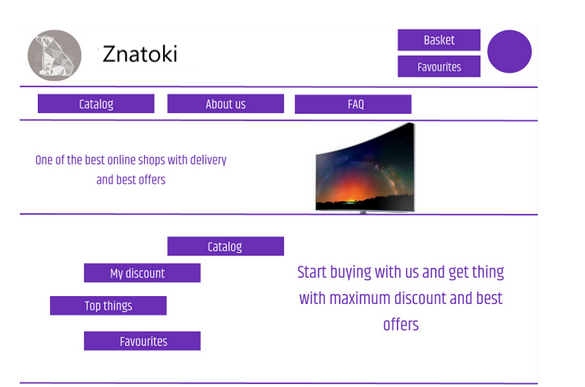 Znatoki
Basket
Favourites
Catalog
About us
FAQ
One of the best online shops with delivery
and best offers
Catalog
My discount
Top things
Favourites
Start buying with us and get thing
with maximum discount and best
offers